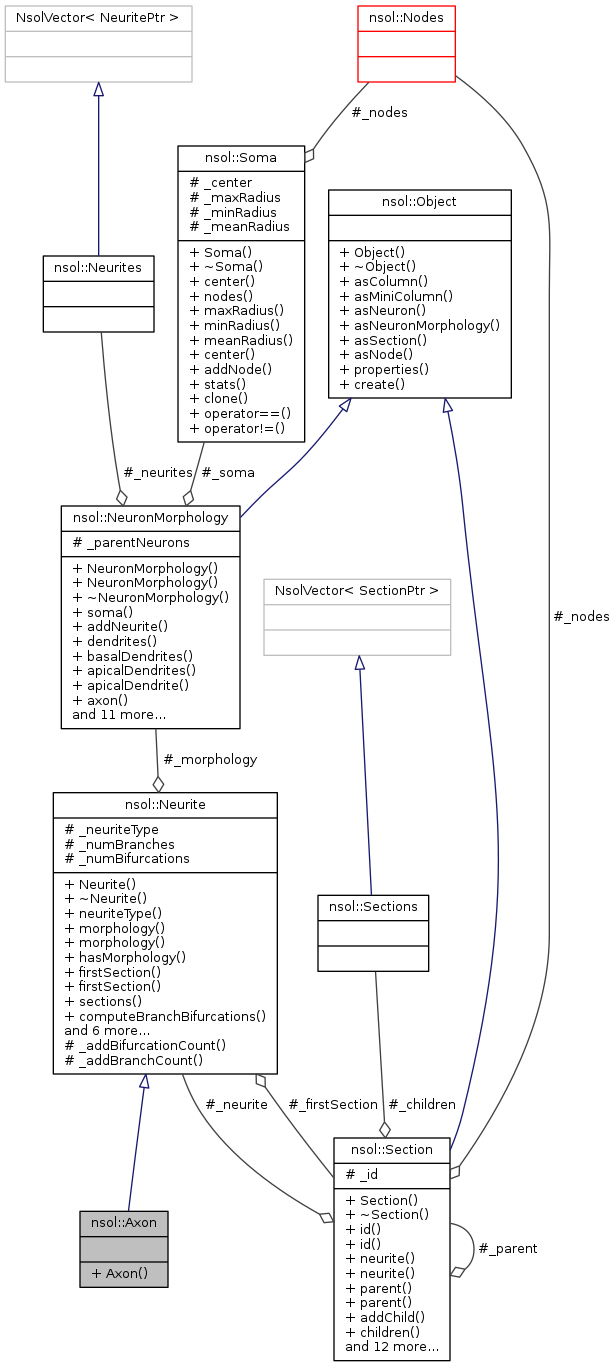 NsolVector< NeuritePtr >
nsol::Nodes
#_nodes
nsol::Soma
# _center
# _maxRadius
# _minRadius
# _meanRadius
+ Soma()
+ ~Soma()
+ center()
+ nodes()
+ maxRadius()
+ minRadius()
+ meanRadius()
+ center()
+ addNode()
+ stats()
+ clone()
+ operator==()
+ operator!=()
nsol::Object
+ Object()
+ ~Object()
+ asColumn()
+ asMiniColumn()
+ asNeuron()
+ asNeuronMorphology()
+ asSection()
+ asNode()
+ properties()
+ create()
nsol::Neurites
#_neurites
#_soma
nsol::NeuronMorphology
# _parentNeurons
+ NeuronMorphology()
+ NeuronMorphology()
+ ~NeuronMorphology()
+ soma()
+ addNeurite()
+ dendrites()
+ basalDendrites()
+ apicalDendrites()
+ apicalDendrite()
+ axon()
and 11 more...
NsolVector< SectionPtr >
#_nodes
#_morphology
nsol::Neurite
# _neuriteType
# _numBranches
# _numBifurcations
+ Neurite()
+ ~Neurite()
+ neuriteType()
+ morphology()
+ morphology()
+ hasMorphology()
+ firstSection()
+ firstSection()
+ sections()
+ computeBranchBifurcations()
and 6 more...
# _addBifurcationCount()
# _addBranchCount()
nsol::Sections
#_neurite
#_firstSection
#_children
nsol::Section
# _id
+ Section()
+ ~Section()
+ id()
+ id()
+ neurite()
+ neurite()
+ parent()
+ parent()
+ addChild()
+ children()
and 12 more...
#_parent
nsol::Axon
+ Axon()